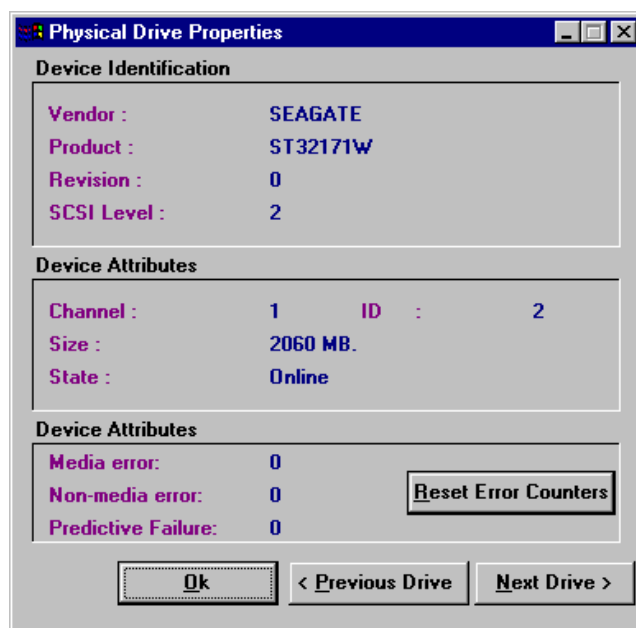 Physical Drive Properties
Device Identification
Vendor : SEAGATE
Product : ST32171W
Revision : 0
SCSI Level : 2
Device Attributes
Channel : 1 ID : 2
Size : 2060 MB.
State : Online
Device Attributes
Media error: 0
Non-media error: 0
Predictive Failure: 0
Reset Error Counters
Ok < Previous Drive Next Drive >